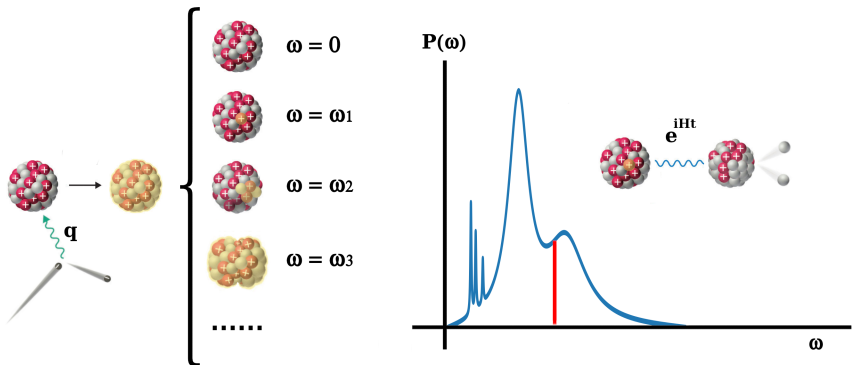 q
ω = 0
ω = ω1
ω = ω2
ω = ω3
......
P(ω)
e^iHt
ω